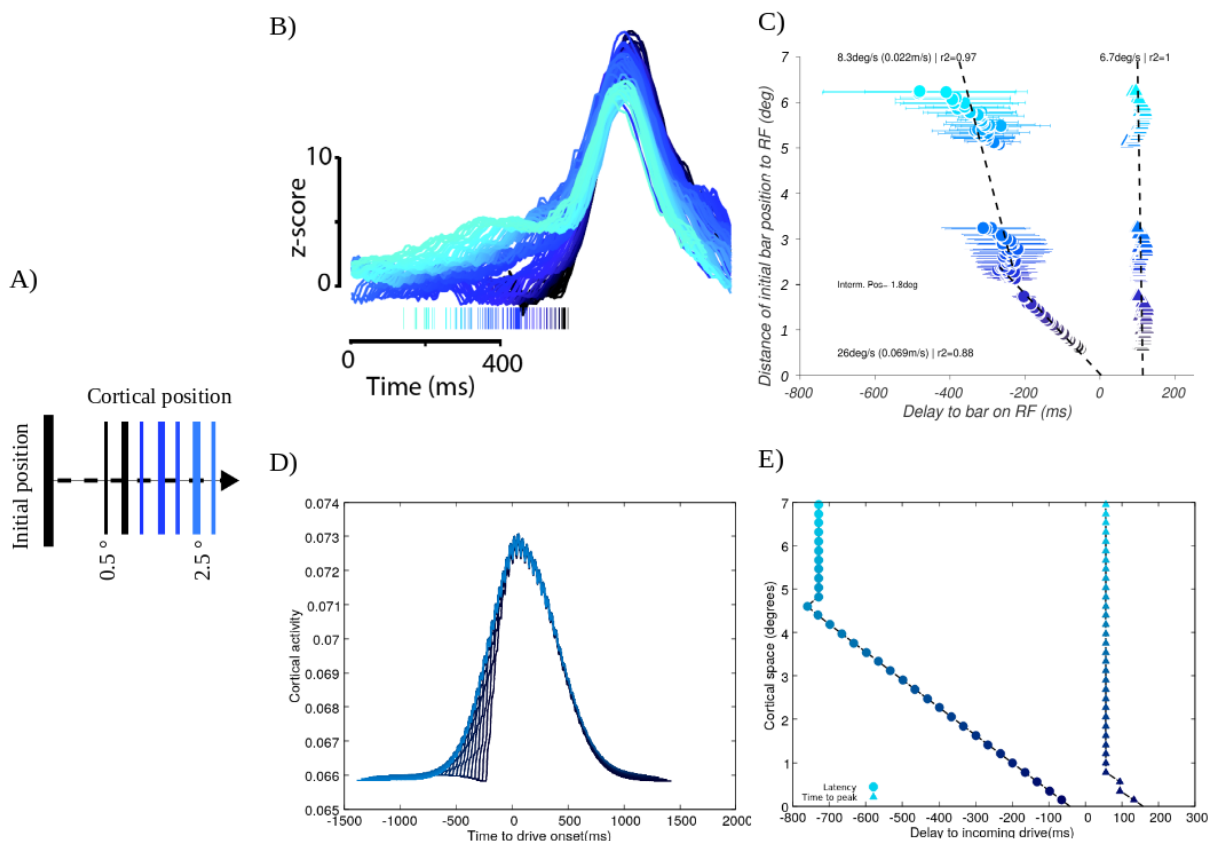 A)
Cortical position
Initial position
0.5 °
2.5 °
B)
z-score
10
0
0
400
Time (ms)
C)
8.3deg/s (0.022m/s) | r2=0.97
6.7deg/s | r2=1
Interm. Pos~ 1.8deg
26deg/s (0.069m/s) | r2=0.88
Distance of initial bar position to RF (deg)
7
6
5
4
3
2
1
0
-800
-600
-400
-200
0
200
Delay to bar on RF (ms)
D)
Cortical activity
0.074
0.073
0.072
0.071
0.07
0.069
0.068
0.067
0.066
0.065
-1500
-1000
-500
0
500
1000
1500
2000
Time to drive onset(ms)
E)
Cortical space (degrees)
7
6
5
4
3
2
1
0
Latency
Time to peak
-800
-700
-600
-500
-400
-300
-200
-100
0
100
200
300
Delay to incoming drive(ms)